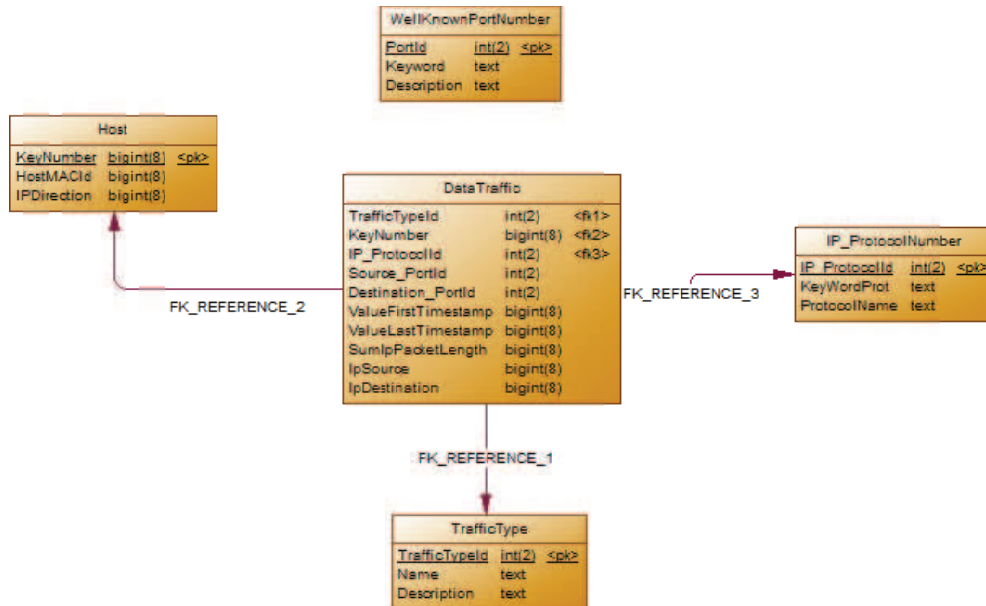 WellKnownPortNumber
PortId int(2) <pk>
Keyword text
Description text
Host
KeyNumber bigint(8) <pk>
HostMACId bigint(8)
IPDirection bigint(8)
DataTraffic
TrafficTypeId int(2) <fk1>
KeyNumber bigint(8) <fk2>
IP_ProtocolId int(2) <fk3>
Source_PortId int(2)
Destination_PortId int(2)
ValueFirstTimestamp bigint(8)
ValueLastTimestamp bigint(8)
SumIpPacketLength bigint(8)
IpSource bigint(8)
IpDestination bigint(8)
IP_ProtocolNumber
IP_ProtocolId int(2) <pk>
KeyWordProt text
ProtocolName text
FK_REFERENCE_2
FK_REFERENCE_3
FK_REFERENCE_1
TrafficType
TrafficTypeId int(2) <pk>
Name text
Description text